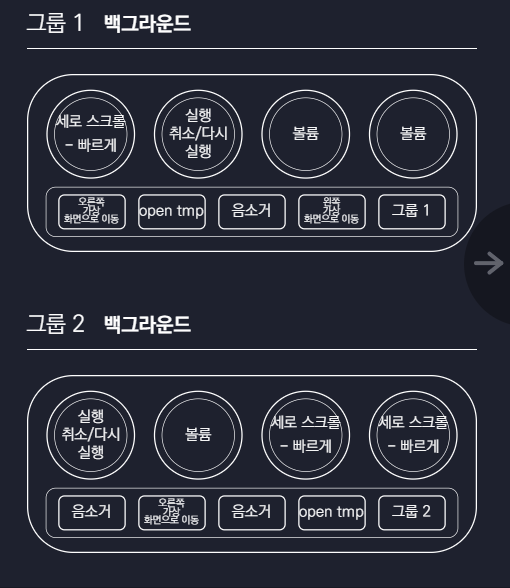 그룹 1 백그라운드
세로 스크롤
- 빠르게
실행
취소/다시
실행
볼륨
볼륨
오른쪽
가상
화면으로 이동
open tmp
음소거
왼쪽
가상
화면으로 이동
그룹 1
그룹 2 백그라운드
실행
취소/다시
실행
볼륨
세로 스크롤
- 빠르게
세로 스크롤
- 빠르게
음소거
오른쪽
가상
화면으로 이동
음소거
open tmp
그룹 2